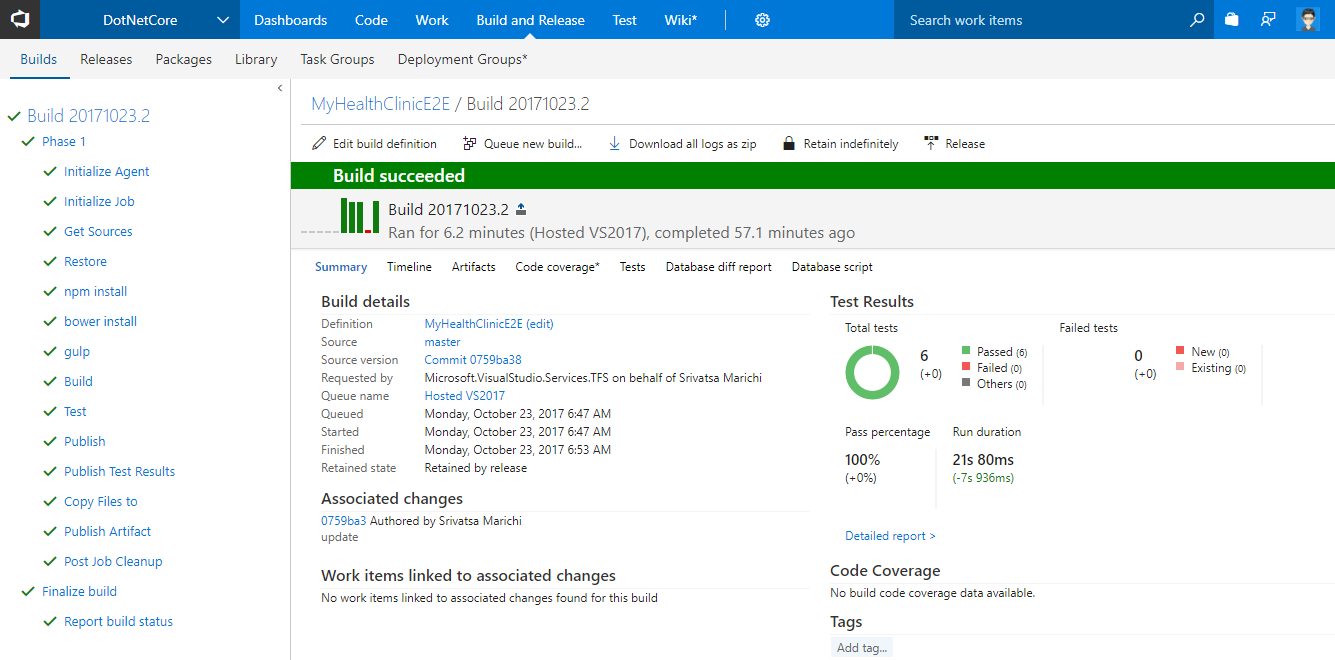 DotNetCore
Dashboards Code Work Build and Release Test Wiki*
Search work items
Builds Releases Packages Library Task Groups Deployment Groups*
Build 20171023.2
Phase 1
Initialize Agent
Initialize Job
Get Sources
Restore
npm install
bower install
gulp
Build
Test
Publish
Publish Test Results
Copy Files to
Publish Artifact
Post Job Cleanup
Finalize build
Report build status
MyHealthClinicE2E / Build 20171023.2
Edit build definition Queue new build... Download all logs as zip Retain indefinitely Release
Build succeeded
Build 20171023.2
Ran for 6.2 minutes (Hosted VS2017), completed 57.1 minutes ago
Summary Timeline Artifacts Code coverage* Tests Database diff report Database script
Build details
Definition MyHealthClinicE2E (edit)
Source master
Source version Commit 0759ba38
Requested by Microsoft.VisualStudio.Services.TFS on behalf of Srivatsa Marichi
Queue name Hosted VS2017
Queued Monday, October 23, 2017 6:47 AM
Started Monday, October 23, 2017 6:47 AM
Finished Monday, October 23, 2017 6:53 AM
Retained state Retained by release
Associated changes
0759ba3 Authored by Srivatsa Marichi
update
Work items linked to associated changes
No work items linked to associated changes found for this build
Test Results
Total tests
6
(+0)
Passed (6)
Failed (0)
Others (0)
Failed tests
0
(+0)
New (0)
Existing (0)
Pass percentage
100%
(+0%)
Run duration
21s 80ms
(-7s 936ms)
Detailed report >
Code Coverage
No build code coverage data available.
Tags
Add tag...